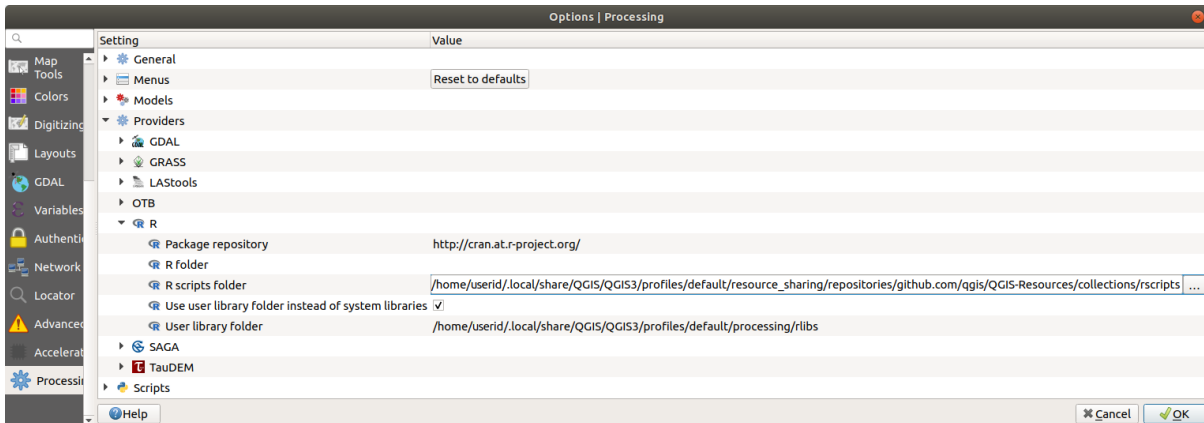 Options | Processing
Setting Value
Map Tools
General
Menus Reset to defaults
Colors
Models
Digitizing
Providers
GDAL
Layouts
GRASS
GDAL
LAStools
OTB
Variables
R
Authenti
Package repository http://cran.at.r-project.org/
Network
R folder
R scripts folder /home/userid/.local/share/QGIS/QGIS3/profiles/default/resource_sharing/repositories/github.com/qgis/QGIS-Resources/collections/rscripts ...
Locator
Use user library folder instead of system libraries
Advanced
User library folder /home/userid/.local/share/QGIS/QGIS3/profiles/default/processing/rlibs
Accelerat
SAGA
TauDEM
Processin
Scripts
Help Cancel OK